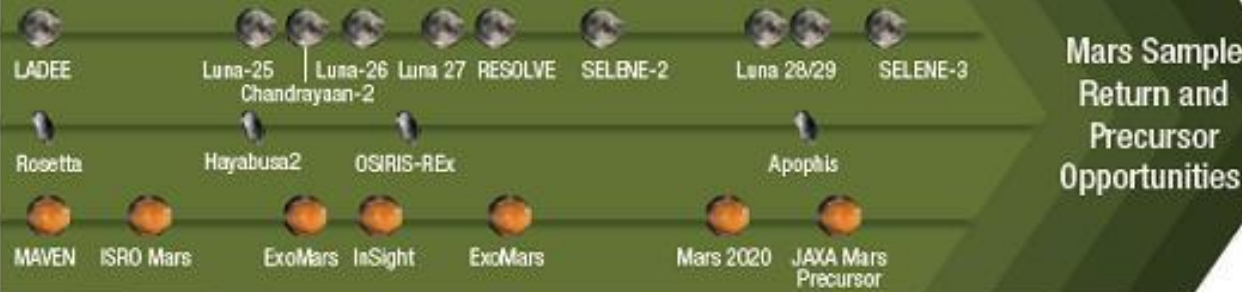 LADEE Luna-25 Luna-26 Luna 27 RESOLVE SELENE-2 Luna 28/29 SELENE-3
Chandrayaan-2
Rosetta Hayabusa2 OSIRIS-REx Apophis
MAVEN ISRO Mars ExoMars InSight ExoMars Mars 2020 JAXA Mars
Precursor
Mars Sample
Return and
Precursor
Opportunities